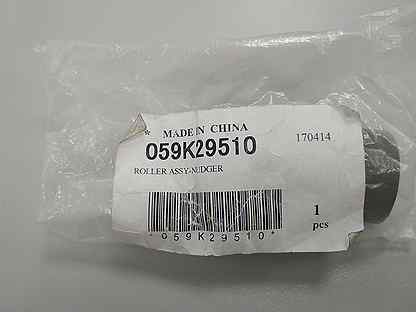 * MADE IN CHINA
059K29510
170414
ROLLER ASSY-NUDGER
1
pcs
*059K29510*